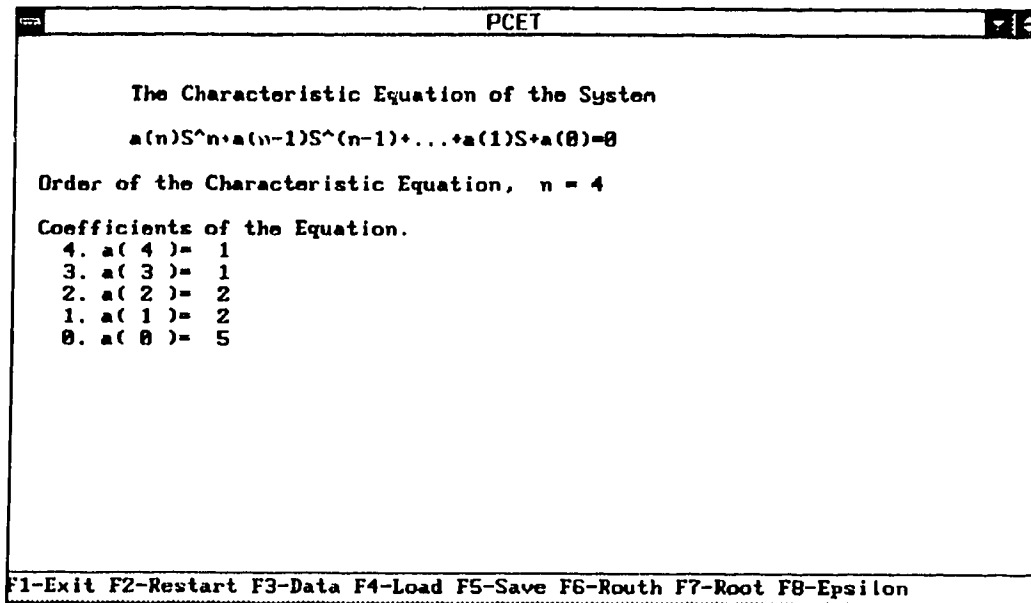 PCET
The Characteristic Equation of the System
a(n)S^n+a(n-1)S^(n-1)+...+a(1)S+a(0)=0
Order of the Characteristic Equation, n = 4
Coefficients of the Equation.
4. a( 4 )= 1
3. a( 3 )= 1
2. a( 2 )= 2
1. a( 1 )= 2
0. a( 0 )= 5
F1-Exit F2-Restart F3-Data F4-Load F5-Save F6-Routh F7-Root F8-Epsilon